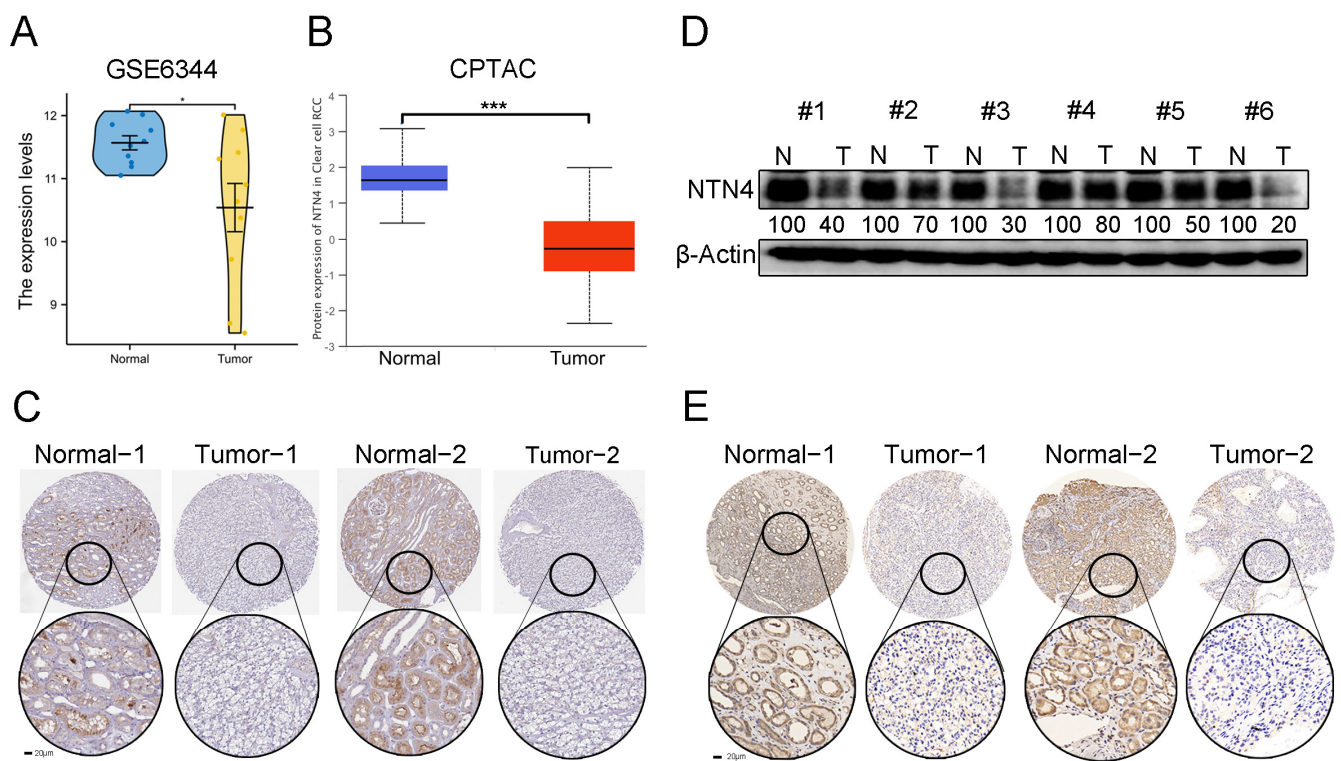 A
GSE6344
*
The expression levels
12
11
10
9
Normal Tumor
B
CPTAC
***
Protein expression of NTN4 in Clear cell RCC
4
3
2
1
0
-1
-2
-3
Normal Tumor
D
#1 #2 #3 #4 #5 #6
N T N T N T N T N T N T
NTN4
100 40 100 70 100 30 100 80 100 50 100 20
β-Actin
C
Normal−1 Tumor−1 Normal−2 Tumor−2
20μm
E
Normal−1 Tumor−1 Normal−2 Tumor−2
20μm